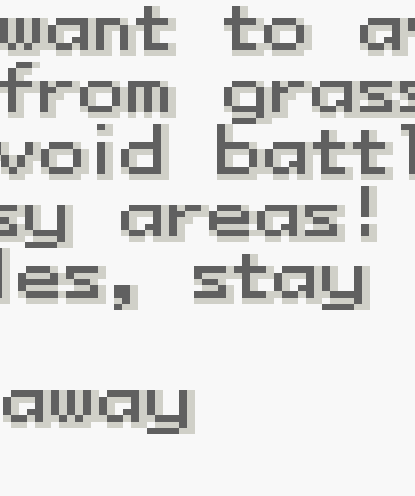 want to a
from grass
void battl
sy areas!
les, stay
away